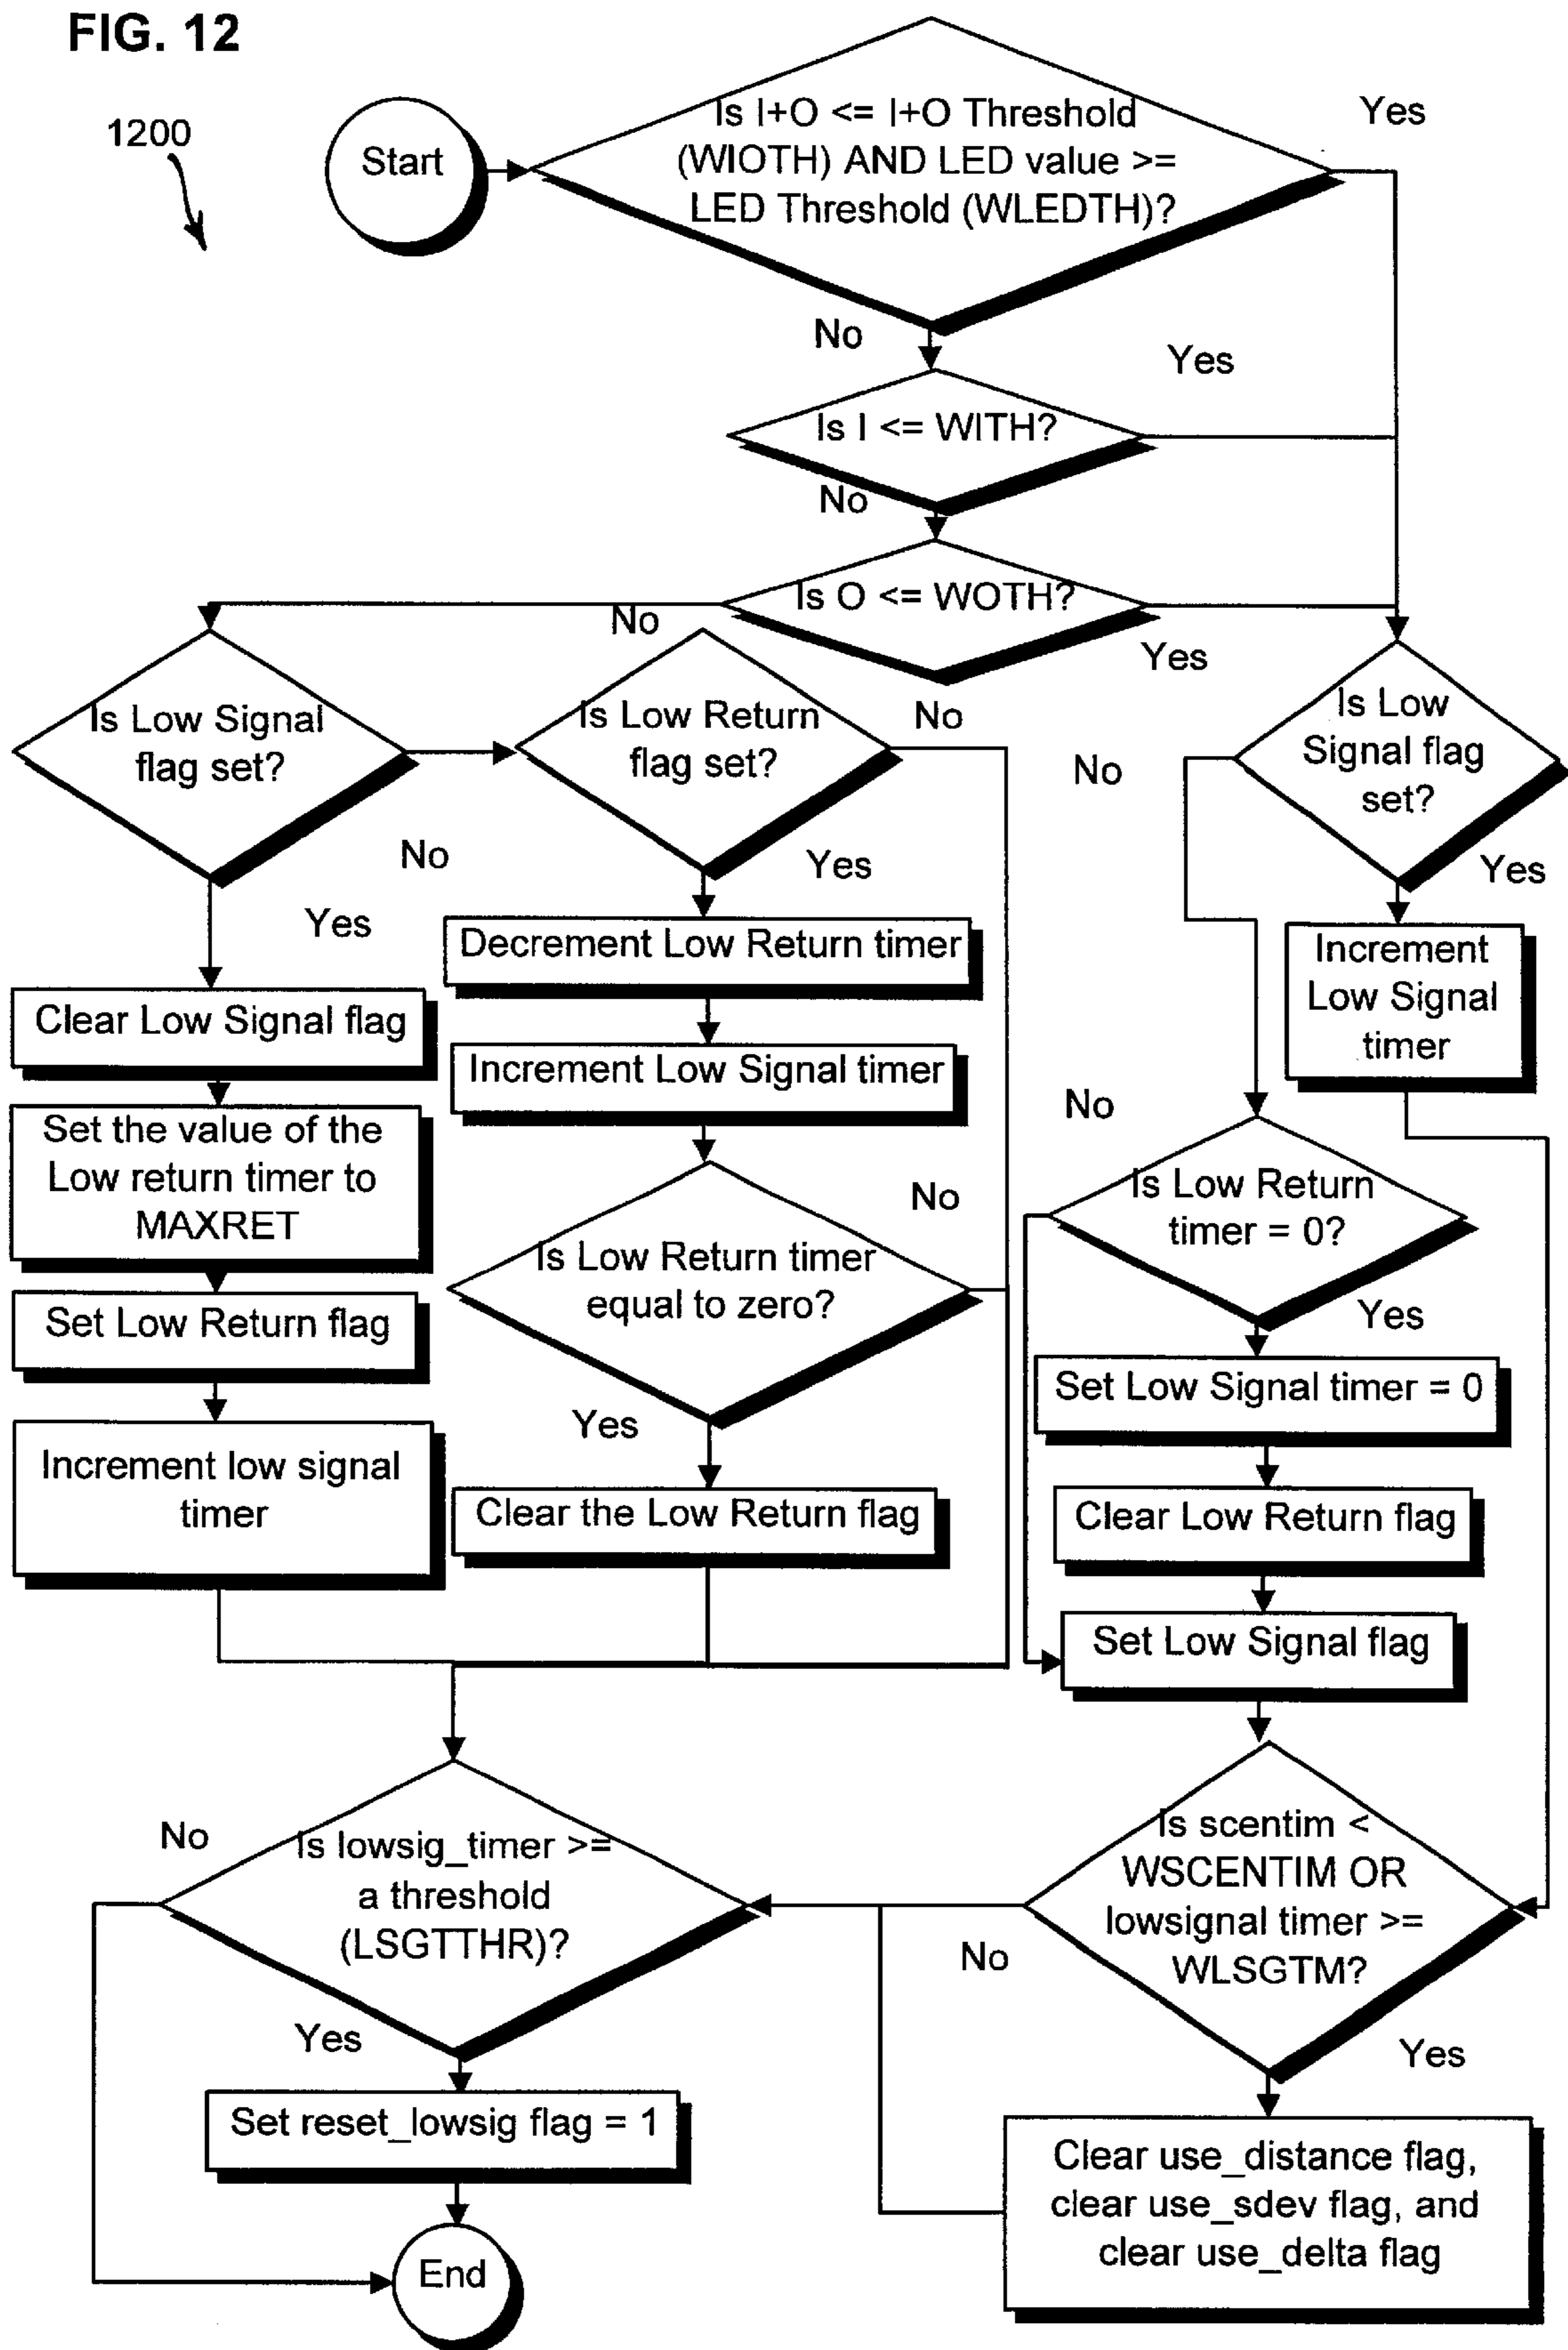 FIG. 12
1200
Start
Is I+O <= I+O Threshold
(WIOTH) AND LED value >=
LED Threshold (WLEDTH)?
Yes
No
Is I <= WITH?
Yes
No
Is O <= WOTH?
No
Yes
Is Low Signal
flag set?
No
Yes
Is Low Return
flag set?
No
Yes
Is Low
Signal flag
set?
No
Yes
Clear Low Signal flag
Set the value of the
Low return timer to
MAXRET
Set Low Return flag
Increment low signal
timer
Decrement Low Return timer
Increment Low Signal timer
Is Low Return timer
equal to zero?
No
Yes
Clear the Low Return flag
Increment
Low Signal
timer
Is Low Return
timer = 0?
No
Yes
Set Low Signal timer = 0
Clear Low Return flag
Set Low Signal flag
Is scentim <
WSCENTIM OR
lowsignal timer >=
WLSGTM?
No
Yes
Clear use_distance flag,
clear use_sdev flag, and
clear use_delta flag
Is lowsig_timer >=
a threshold
(LSGTTHR)?
No
Yes
Set reset_lowsig flag = 1
End